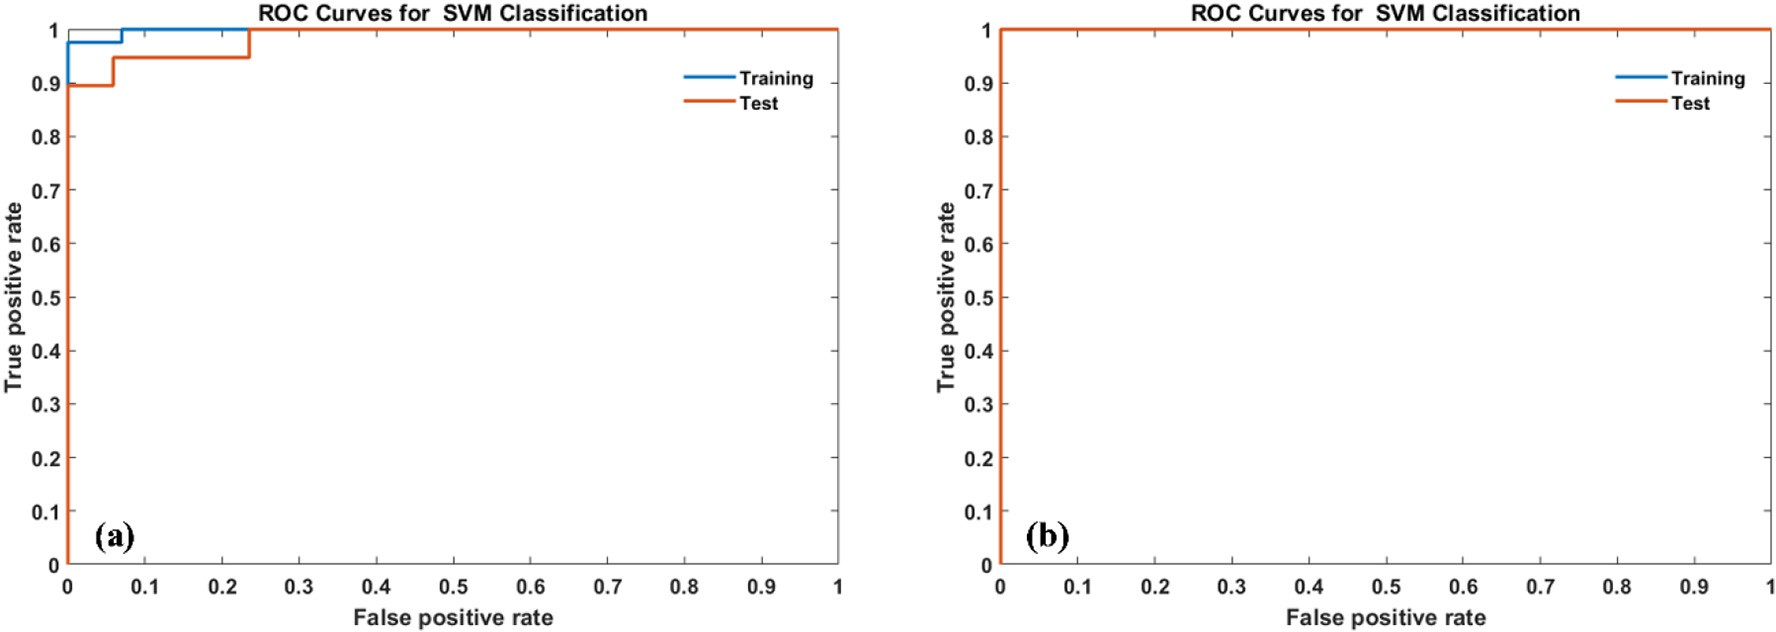 ROC Curves for SVM Classification
1
0.9
0.8
0.7
0.6
0.5
0.4
0.3
0.2
0.1
0
True positive rate
Training
Test
(a)
0 0.1 0.2 0.3 0.4 0.5 0.6 0.7 0.8 0.9 1
False positive rate
ROC Curves for SVM Classification
1
0.9
0.8
0.7
0.6
0.5
0.4
0.3
0.2
0.1
0
True positive rate
Training
Test
(b)
0 0.1 0.2 0.3 0.4 0.5 0.6 0.7 0.8 0.9 1
False positive rate